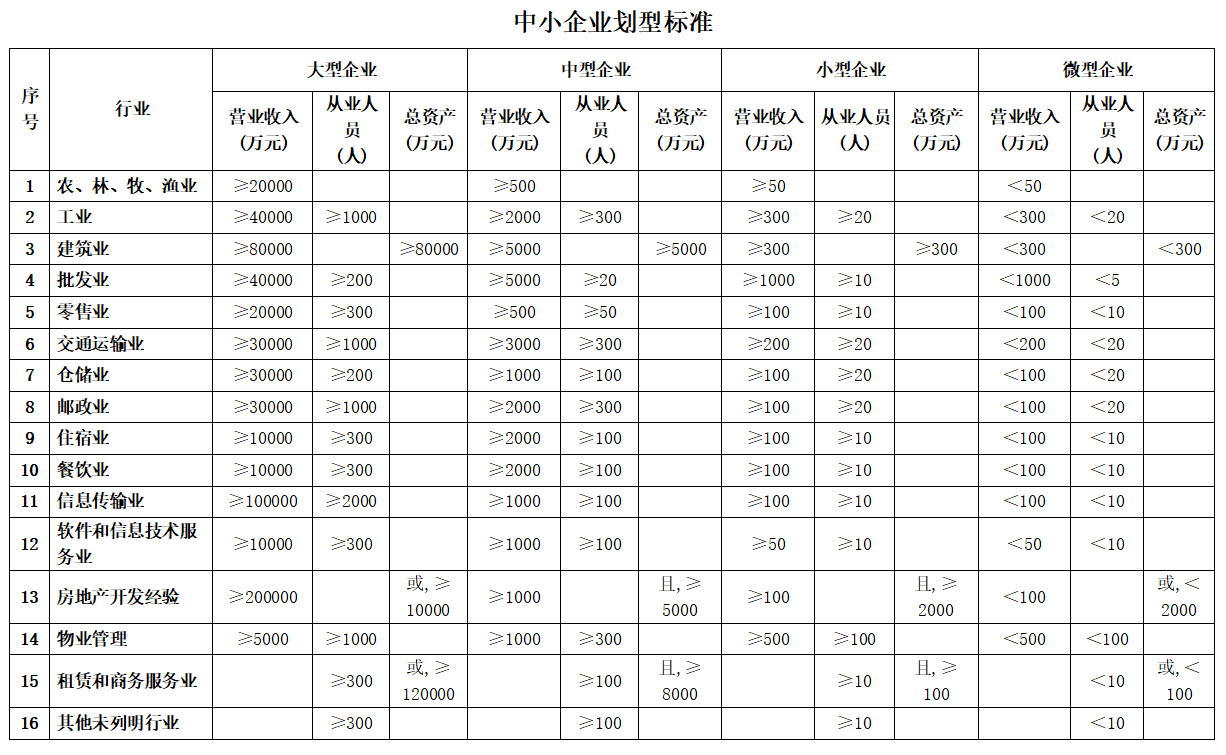 中小企业划型标准
序号 行业 大型企业 中型企业 小型企业 微型企业
营业收入(万元) 从业人员(人) 总资产(万元) 营业收入(万元) 从业人员(人) 总资产(万元) 营业收入(万元) 从业人员(人) 总资产(万元) 营业收入(万元) 从业人员(人) 总资产(万元)
1 农、林、牧、渔业 ≥20000 ≥500 ≥50 <50
2 工业 ≥40000 ≥1000 ≥2000 ≥300 ≥300 ≥20 <300 <20
3 建筑业 ≥80000 ≥80000 ≥5000 ≥5000 ≥300 ≥300 <300 <300
4 批发业 ≥40000 ≥200 ≥5000 ≥20 ≥1000 ≥10 <1000 <5
5 零售业 ≥20000 ≥300 ≥500 ≥50 ≥100 ≥10 <100 <10
6 交通运输业 ≥30000 ≥1000 ≥3000 ≥300 ≥200 ≥20 <200 <20
7 仓储业 ≥30000 ≥200 ≥1000 ≥100 ≥100 ≥20 <100 <20
8 邮政业 ≥30000 ≥1000 ≥2000 ≥300 ≥100 ≥20 <100 <20
9 住宿业 ≥10000 ≥300 ≥2000 ≥100 ≥100 ≥10 <100 <10
10 餐饮业 ≥10000 ≥300 ≥2000 ≥100 ≥100 ≥10 <100 <10
11 信息传输业 ≥100000 ≥2000 ≥1000 ≥100 ≥100 ≥10 <100 <10
12 软件和信息技术服务业 ≥10000 ≥300 ≥1000 ≥100 ≥50 ≥10 <50 <10
13 房地产开发经验 ≥200000 或,≥10000 ≥1000 且,≥5000 ≥100 且,≥2000 <100 或,<2000
14 物业管理 ≥5000 ≥1000 ≥1000 ≥300 ≥500 ≥100 <500 <100
15 租赁和商务服务业 ≥300 或,≥120000 ≥100 且,≥8000 ≥10 且,≥100 <10 或,<100
16 其他未列明行业 ≥300 ≥100 ≥10 <10